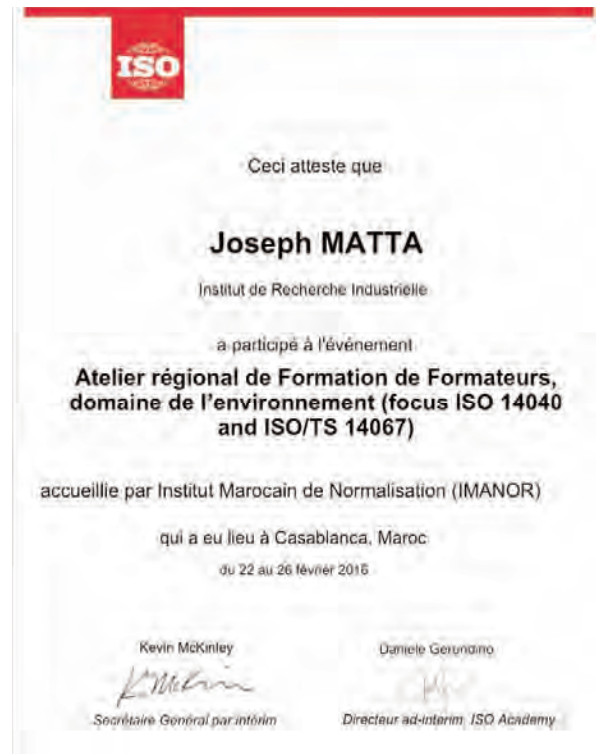 ISO
Ceci atteste que
Joseph MATTA
Institut de Recherche Industrielle
a participé à l'événement
Atelier régional de Formation de Formateurs,
domaine de l'environnement (focus ISO 14040
and ISO/TS 14067)
accueillie par Institut Marocain de Normalisation (IMANOR)
qui a eu lieu à Casablanca, Maroc
du 22 au 26 février 2016
Kevin McKinley
Daniele Gerundino
Secrétaire Général par intérim
Directeur ad-interim, ISO Academy